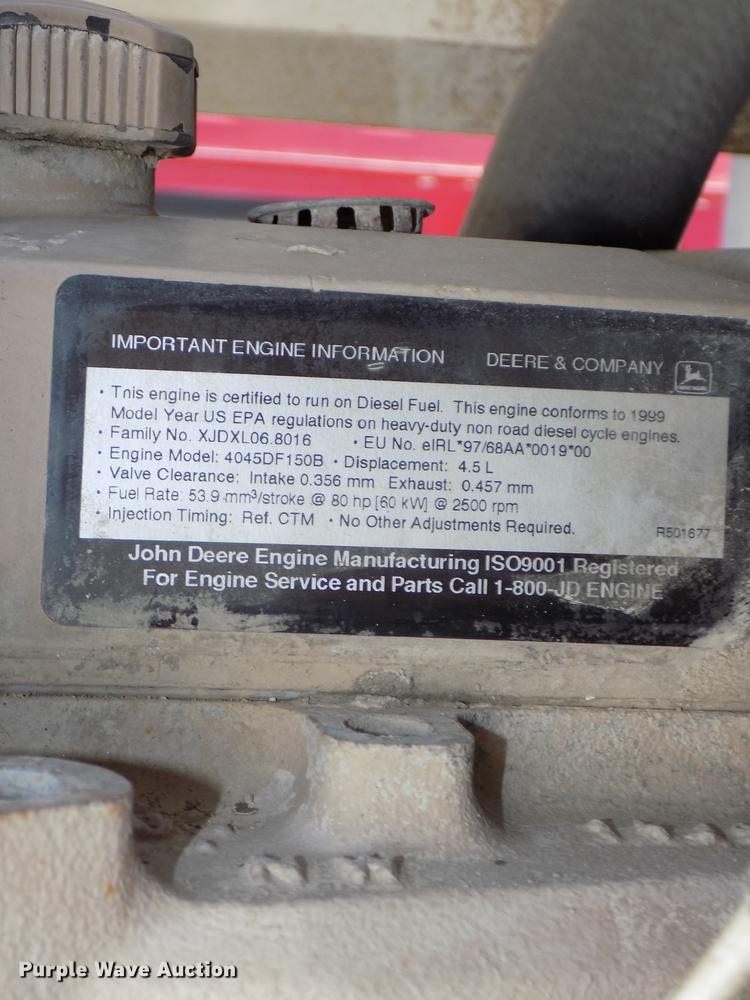 IMPORTANT ENGINE INFORMATION DEERE & COMPANY
• This engine is certified to run on Diesel Fuel. This engine conforms to 1999
Model Year US EPA regulations on heavy-duty non road diesel cycle engines.
• Family No. XJDXL06.8016 • EU No. eIRL*97/68AA*0019*00
• Engine Model: 4045DF150B • Displacement: 4.5 L
• Valve Clearance: Intake 0.356 mm Exhaust: 0.457 mm
• Fuel Rate: 53.9 mm³/stroke @ 80 hp [60 kW] @ 2500 rpm
• Injection Timing: Ref. CTM • No Other Adjustments Required.
R501677
John Deere Engine Manufacturing ISO9001 Registered
For Engine Service and Parts Call 1-800-JD ENGINE
Purple Wave Auction